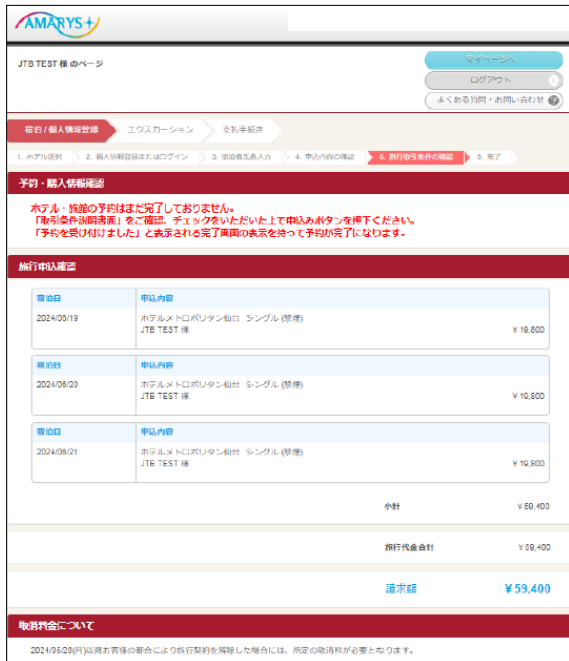 AMARYS+
JTB TEST 様 のページ
マイページへ
ログアウト
よくある質問・お問い合わせ ?
宿泊 / 個人情報登録 エクスカーション 支払手続き
1. ホテル選択 2. 個人情報登録またはログイン 3. 宿泊者氏名入力 4. 申込内容の確認 5. 旅行取引条件の確認 6. 完了
予約・購入情報確認
ホテル・旅館の予約はまだ完了しておりません。
「取引条件説明書面」をご確認、チェックをいただいた上で申込みボタンを押下ください。
「予約を受け付けました」と表示される完了画面の表示を持って予約が完了になります。
旅行申込確認
宿泊日 申込内容
2024/06/19 ホテルメトロポリタン仙台 シングル (禁煙)
JTB TEST 様 ¥ 19,800
宿泊日 申込内容
2024/06/20 ホテルメトロポリタン仙台 シングル (禁煙)
JTB TEST 様 ¥ 19,800
宿泊日 申込内容
2024/06/21 ホテルメトロポリタン仙台 シングル (禁煙)
JTB TEST 様 ¥ 19,800
小計 ¥ 59,400
旅行代金合計 ¥ 59,400
請求額 ¥ 59,400
取消料金について
(月)以降お客様の都合により旅行契約を解除した場合には、所定の取消料が必要となります。